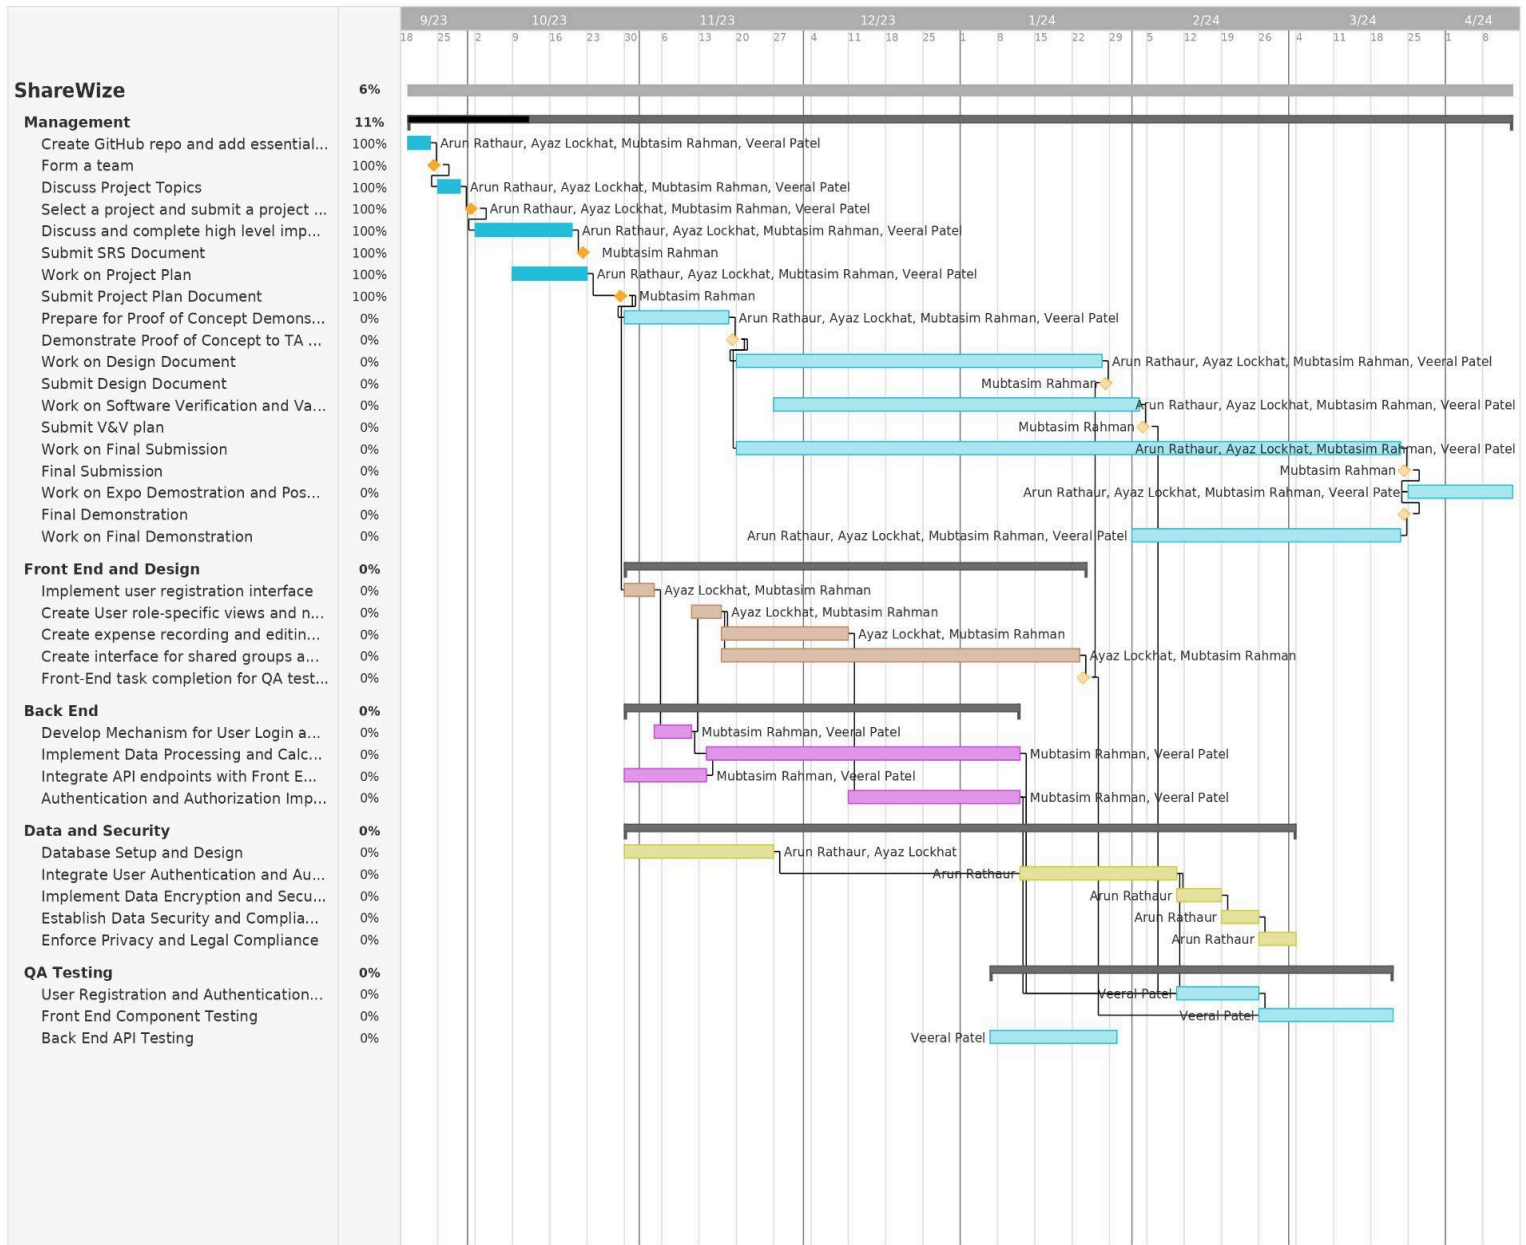 9/23 10/23 11/23 12/23 1/24 2/24 3/24 4/24
18 25 2 9 16 23 30 6 13 20 27 4 11 18 25 1 8 15 22 29 5 12 19 26 4 11 18 25 1 8
ShareWize 6%
Management 11%
Create GitHub repo and add essential... 100% Arun Rathaur, Ayaz Lockhat, Mubtasim Rahman, Veeral Patel
Form a team 100%
Discuss Project Topics 100% Arun Rathaur, Ayaz Lockhat, Mubtasim Rahman, Veeral Patel
Select a project and submit a project ... 100% Arun Rathaur, Ayaz Lockhat, Mubtasim Rahman, Veeral Patel
Discuss and complete high level imp... 100% Arun Rathaur, Ayaz Lockhat, Mubtasim Rahman, Veeral Patel
Submit SRS Document 100% Mubtasim Rahman
Work on Project Plan 100% Arun Rathaur, Ayaz Lockhat, Mubtasim Rahman, Veeral Patel
Submit Project Plan Document 100% Mubtasim Rahman
Prepare for Proof of Concept Demons... 0% Arun Rathaur, Ayaz Lockhat, Mubtasim Rahman, Veeral Patel
Demonstrate Proof of Concept to TA ... 0%
Work on Design Document 0% Arun Rathaur, Ayaz Lockhat, Mubtasim Rahman, Veeral Patel
Submit Design Document 0% Mubtasim Rahman
Work on Software Verification and Va... 0% Arun Rathaur, Ayaz Lockhat, Mubtasim Rahman, Veeral Patel
Submit V&V plan 0% Mubtasim Rahman
Work on Final Submission 0% Arun Rathaur, Ayaz Lockhat, Mubtasim Rahman, Veeral Patel
Final Submission 0% Mubtasim Rahman
Work on Expo Demostration and Pos... 0% Arun Rathaur, Ayaz Lockhat, Mubtasim Rahman, Veeral Patel
Final Demonstration 0%
Work on Final Demonstration 0% Arun Rathaur, Ayaz Lockhat, Mubtasim Rahman, Veeral Patel
Front End and Design 0%
Implement user registration interface 0% Ayaz Lockhat, Mubtasim Rahman
Create User role-specific views and n... 0% Ayaz Lockhat, Mubtasim Rahman
Create expense recording and editin... 0% Ayaz Lockhat, Mubtasim Rahman
Create interface for shared groups a... 0% Ayaz Lockhat, Mubtasim Rahman
Front-End task completion for QA test... 0%
Back End 0%
Develop Mechanism for User Login a... 0% Mubtasim Rahman, Veeral Patel
Implement Data Processing and Calc... 0% Mubtasim Rahman, Veeral Patel
Integrate API endpoints with Front E... 0% Mubtasim Rahman, Veeral Patel
Authentication and Authorization Imp... 0% Mubtasim Rahman, Veeral Patel
Data and Security 0%
Database Setup and Design 0% Arun Rathaur, Ayaz Lockhat
Integrate User Authentication and Au... 0% Arun Rathaur
Implement Data Encryption and Secu... 0% Arun Rathaur
Establish Data Security and Complia... 0% Arun Rathaur
Enforce Privacy and Legal Compliance 0% Arun Rathaur
QA Testing 0%
User Registration and Authentication... 0% Veeral Patel
Front End Component Testing 0% Veeral Patel
Back End API Testing 0% Veeral Patel